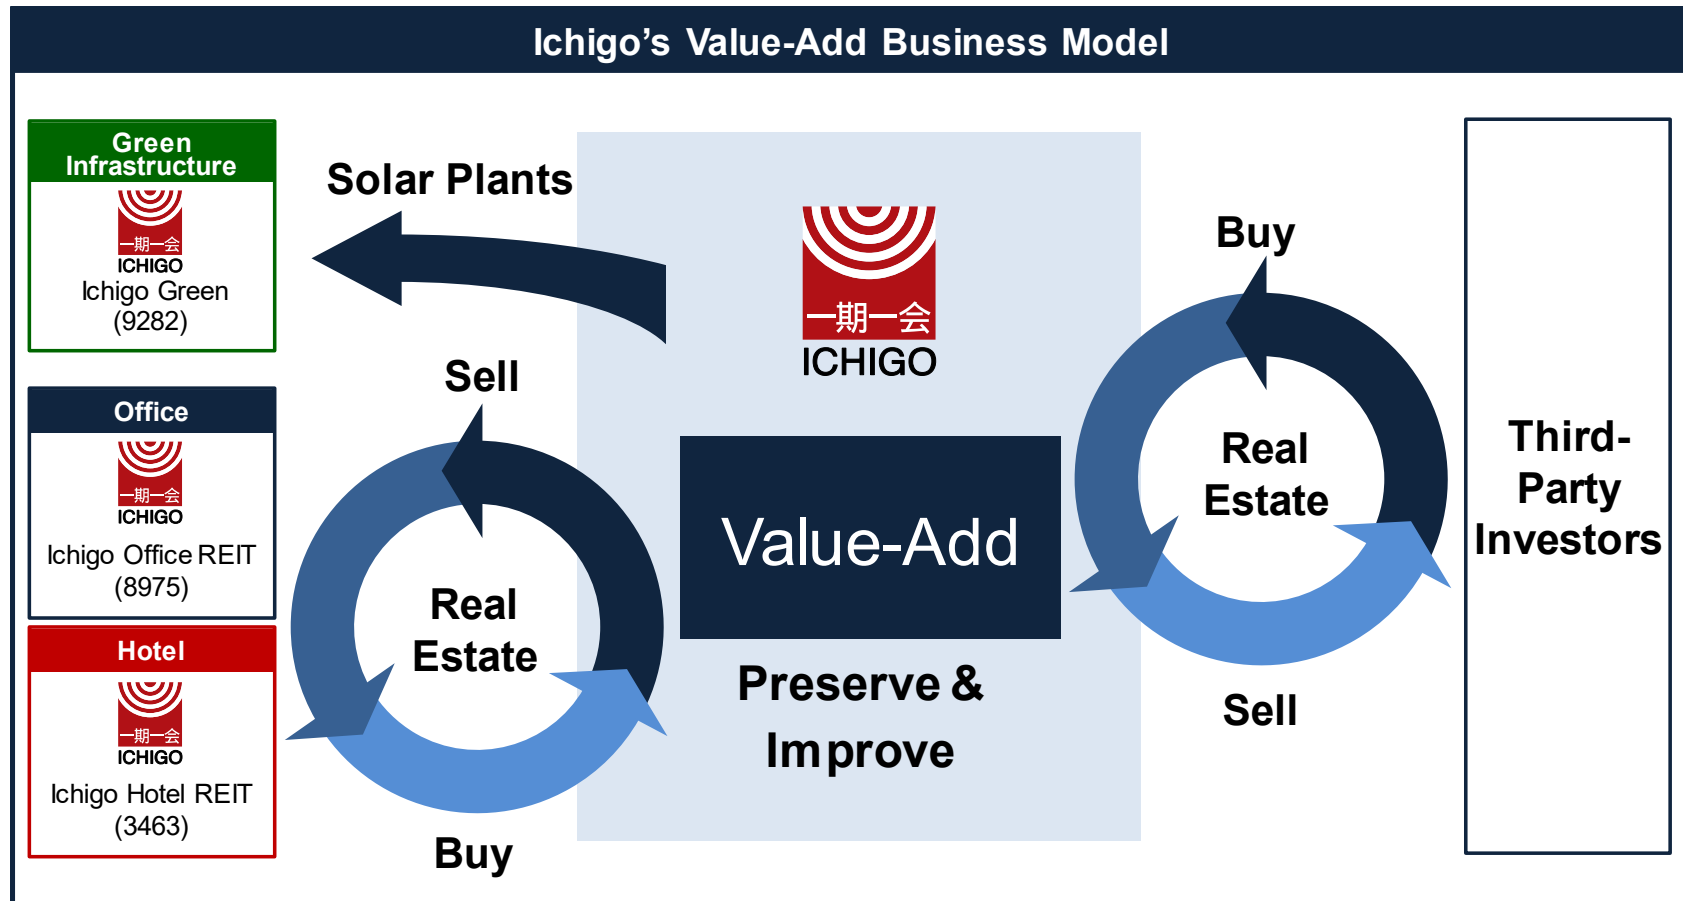 Ichigo’s Value-Add Business Model
Green
Infrastructure
一期一会
ICHIGO
Ichigo Green
(9282)
Office
一期一会
ICHIGO
Ichigo Office REIT
(8975)
Hotel
一期一会
ICHIGO
Ichigo Hotel REIT
(3463)
Solar Plants
Sell
Real
Estate
Buy
一期一会
ICHIGO
Value-Add
Preserve &
Improve
Buy
Real
Estate
Sell
Third-
Party
Investors